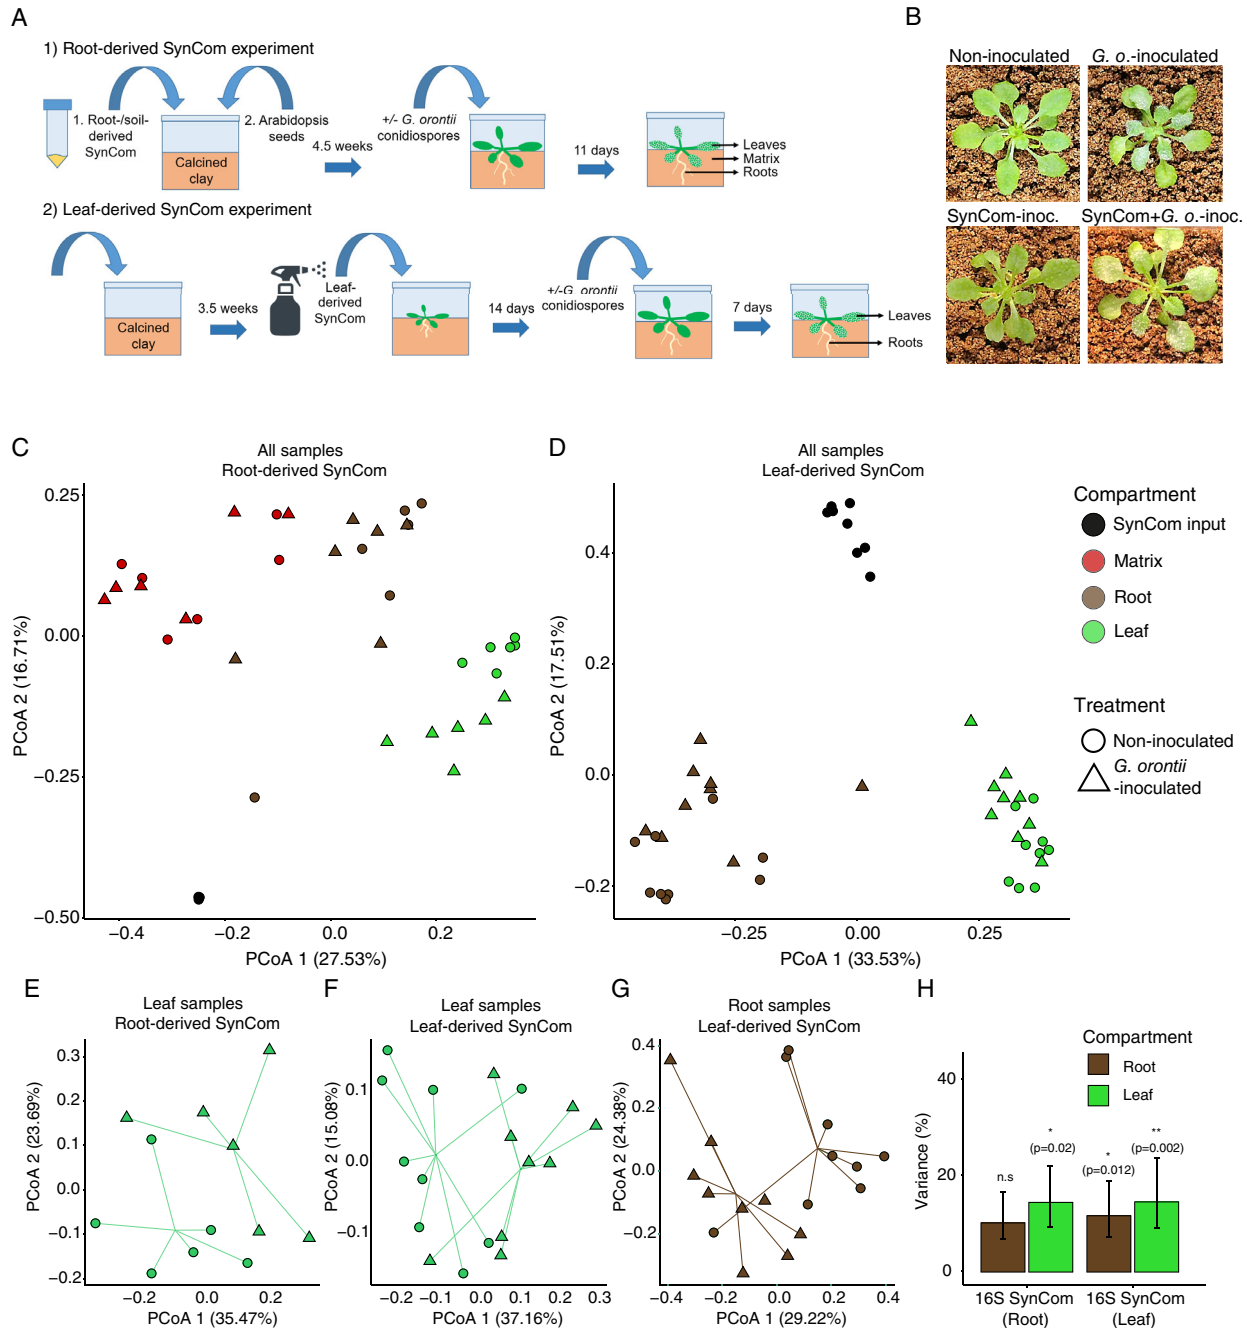 A
1) Root-derived SynCom experiment
1. Root-/soil-
derived
SynCom
Calcined
clay
2. Arabidopsis
seeds
4.5 weeks
+/- G. orontii
conidiospores
11 days
Leaves
Matrix
Roots
2) Leaf-derived SynCom experiment
Calcined
clay
3.5 weeks
Leaf-
derived
SynCom
14 days
+/-G. orontii
conidiospores
7 days
Leaves
Roots
B
Non-inoculated
G. o.-inoculated
SynCom-inoc.
SynCom+G. o.-inoc.
C
All samples
Root-derived SynCom
PCoA 2 (16.71%)
0.25
0.00
−0.25
−0.50
−0.4
−0.2
0.0
0.2
PCoA 1 (27.53%)
D
All samples
Leaf-derived SynCom
PCoA 2 (17.51%)
0.4
0.2
0.0
−0.2
−0.25
0.00
0.25
PCoA 1 (33.53%)
Compartment
SynCom input
Matrix
Root
Leaf
Treatment
Non-inoculated
G. orontii
-inoculated
E
Leaf samples
Root-derived SynCom
PCoA 2 (23.69%)
0.3
0.2
0.1
0.0
−0.1
−0.2
−0.2
0.0
0.2
PCoA 1 (35.47%)
F
Leaf samples
Leaf-derived SynCom
PCoA 2 (15.08%)
0.1
0.0
−0.1
−0.2
−0.1
0.0
0.1
0.2
0.3
PCoA 1 (37.16%)
G
Root samples
Leaf-derived SynCom
PCoA 2 (24.38%)
0.4
0.2
0.0
−0.2
−0.4
−0.2
0.0
0.2
0.4
PCoA 1 (29.22%)
H
Compartment
Root
Leaf
Variance (%)
40
20
0
n.s
*
(p=0.02)
*
(p=0.012)
**
(p=0.002)
16S SynCom
(Root)
16S SynCom
(Leaf)